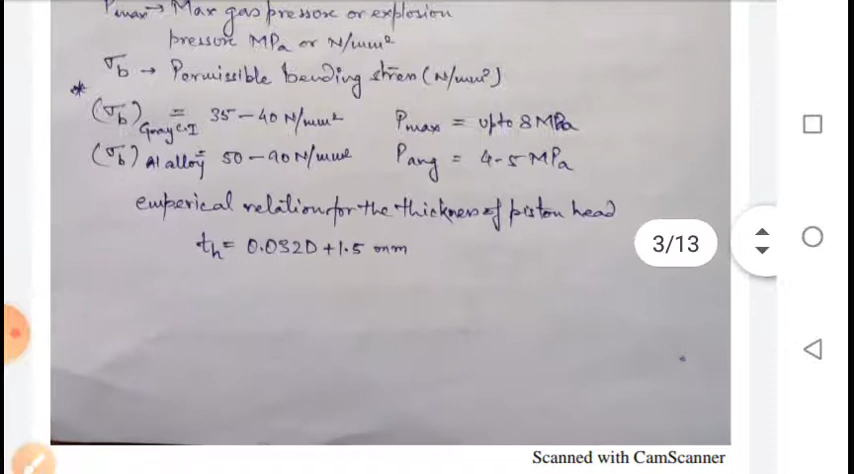 Pmax → Max gas pressore or explosion
pressure MPa or N/mm²
σb → Permissible bending stren (N/mm²)
* (σb) Gray C.I = 35-40 N/mm² Pmax = upto 8 MPa
(σb) Al alloy = 50-90 N/mm² Pavg = 4-5 MPa
emperical relation for the thickness of piston head
th = 0.032D + 1.5 mm
3/13
Scanned with CamScanner